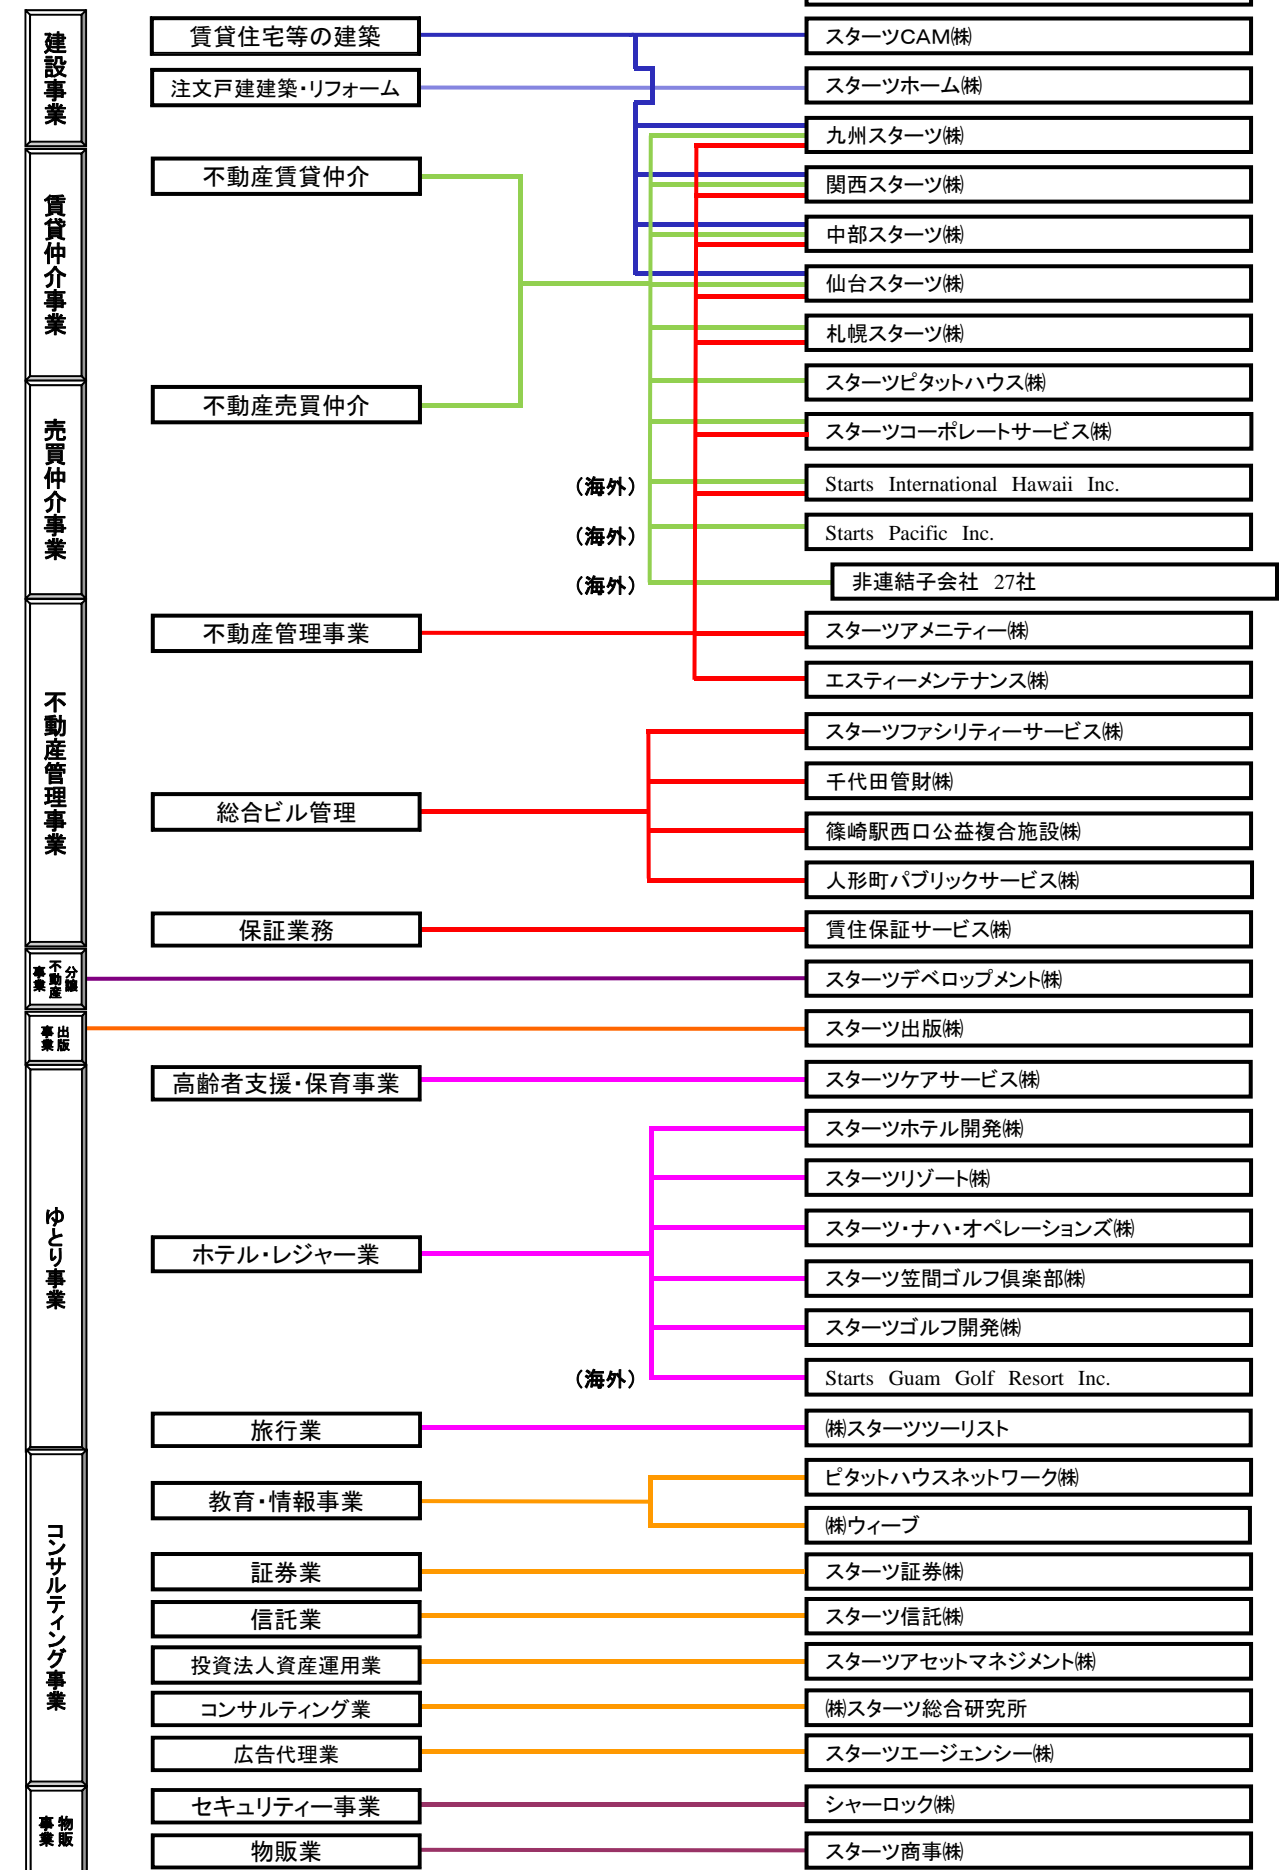 建設事業
賃貸住宅等の建築
スターツCAM㈱
注文戸建建築・リフォーム
スターツホーム㈱
九州スターツ㈱
賃貸仲介事業
不動産賃貸仲介
関西スターツ㈱
中部スターツ㈱
仙台スターツ㈱
札幌スターツ㈱
売買仲介事業
不動産売買仲介
スターツピタットハウス㈱
スターツコーポレートサービス㈱
(海外)
Starts International Hawaii Inc.
(海外)
Starts Pacific Inc.
(海外)
非連結子会社 27社
不動産管理事業
不動産管理事業
スターツアメニティー㈱
エスティーメンテナンス㈱
スターツファシリティーサービス㈱
千代田管財㈱
総合ビル管理
篠崎駅西口公益複合施設㈱
人形町パブリックサービス㈱
保証業務
賃住保証サービス㈱
分譲
不動産
事業
スターツデベロップメント㈱
出版
事業
スターツ出版㈱
ゆとり事業
高齢者支援・保育事業
スターツケアサービス㈱
スターツホテル開発㈱
スターツリゾート㈱
ホテル・レジャー業
スターツ・ナハ・オペレーションズ㈱
スターツ笠間ゴルフ倶楽部㈱
スターツゴルフ開発㈱
(海外)
Starts Guam Golf Resort Inc.
旅行業
㈱スターツツーリスト
コンサルティング事業
教育・情報事業
ピタットハウスネットワーク㈱
㈱ウィーブ
証券業
スターツ証券㈱
信託業
スターツ信託㈱
投資法人資産運用業
スターツアセットマネジメント㈱
コンサルティング業
㈱スターツ総合研究所
広告代理業
スターツエージェンシー㈱
物販
事業
セキュリティー事業
シャーロック㈱
物販業
スターツ商事㈱